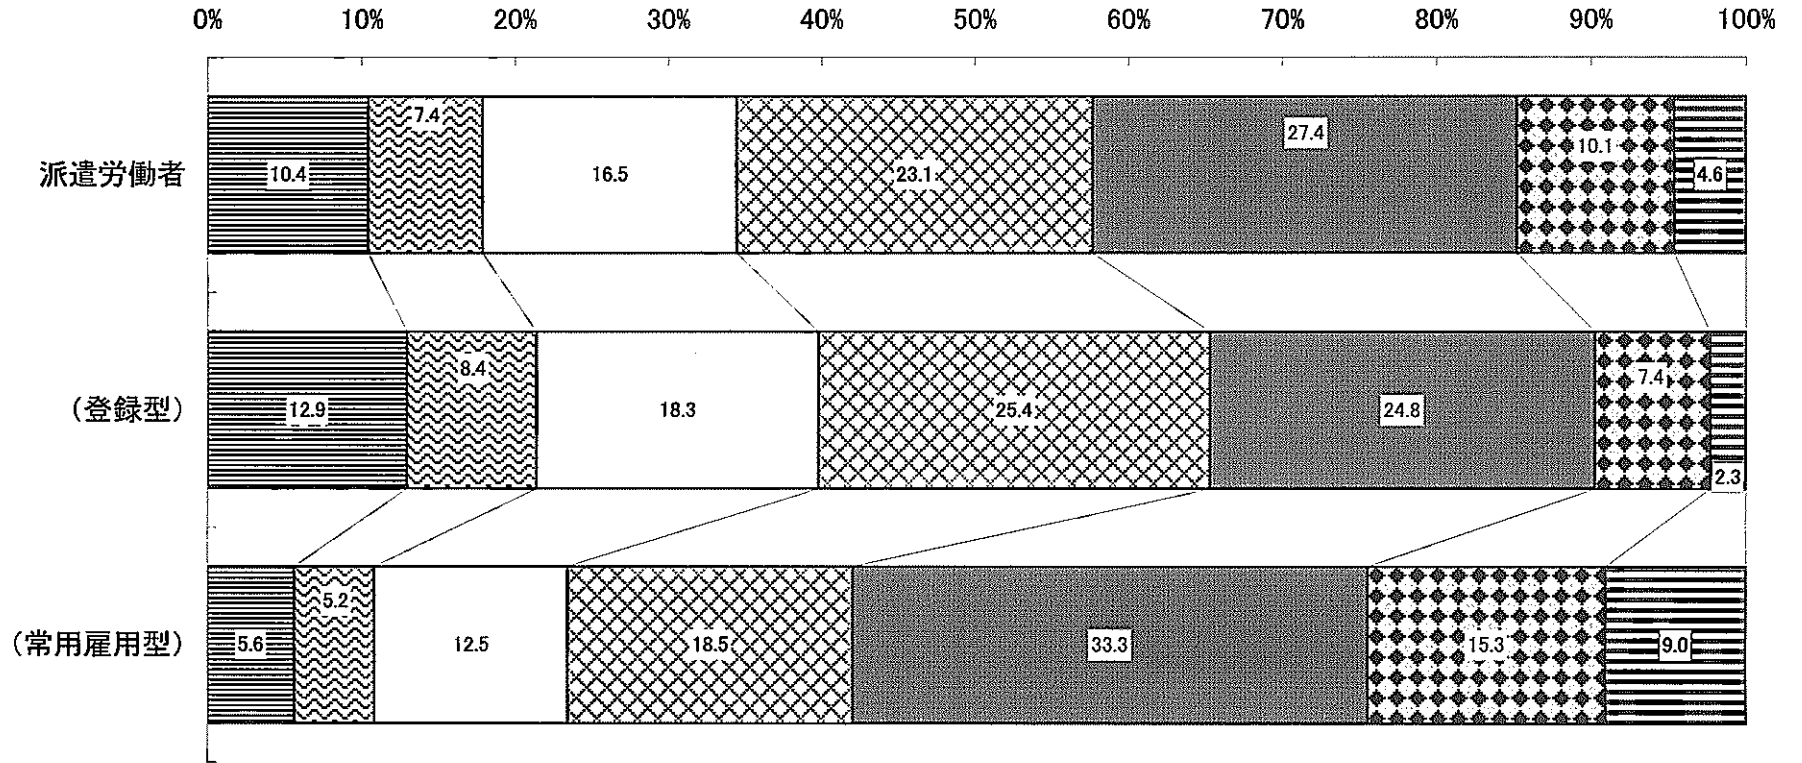 0% 10% 20% 30% 40% 50% 60% 70% 80% 90% 100%
派遣労働者 10.4 7.4 16.5 23.1 27.4 10.1 4.6
(登録型) 12.9 8.4 18.3 25.4 24.8 7.4 2.3
(常用雇用型) 5.6 5.2 12.5 18.5 33.3 15.3 9.0